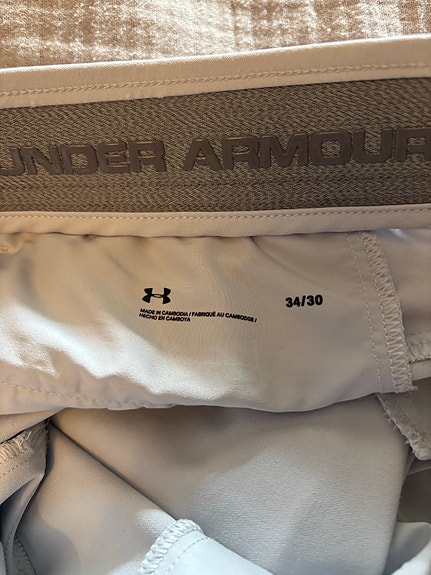 UNDER ARMOUR
34/30
MADE IN CAMBODIA / FABRIQUÉ AU CAMBODGE /
HECHO EN CAMBOYA